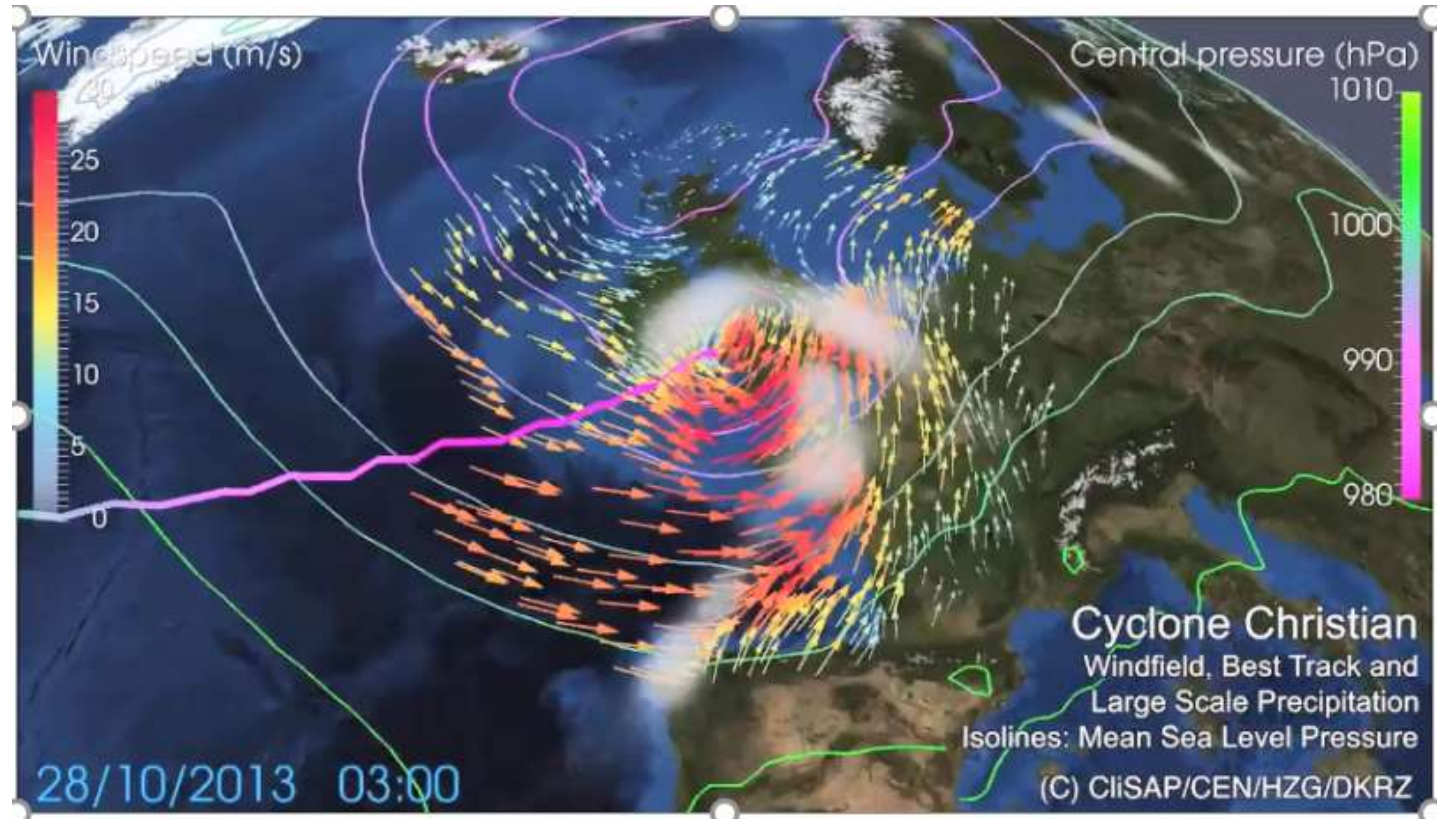 Windspeed (m/s)
30
25
20
15
10
5
0
Central pressure (hPa)
1010
1000
990
980
Cyclone Christian
Windfield, Best Track and
Large Scale Precipitation
Isolines: Mean Sea Level Pressure
(C) CliSAP/CEN/HZG/DKRZ
28/10/2013 03:00